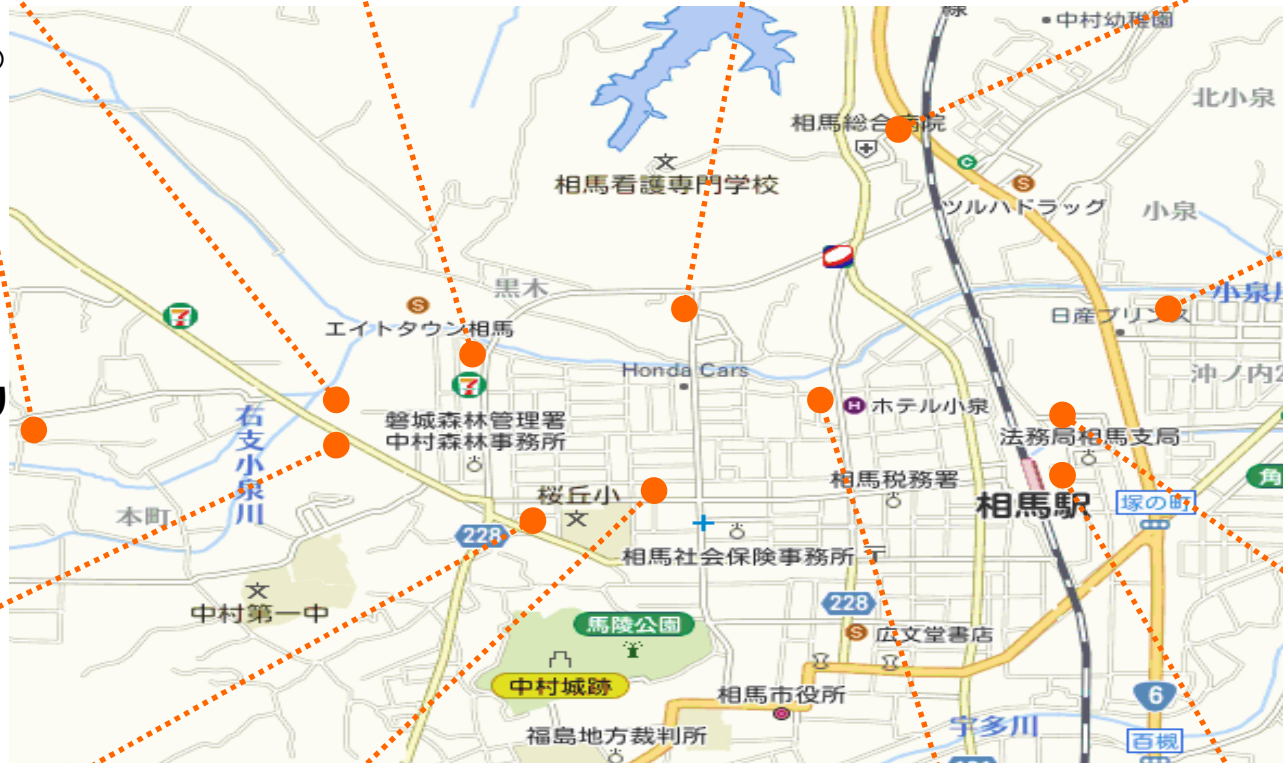 線
中村幼稚園
北小泉
相馬総合病院
C
相馬看護専門学校
S
ツルハドラッグ
小泉
黒木
S
エイトタウン相馬
7
小泉川
日産プリンス
7
Honda Cars
沖ノ内2
H ホテル小泉
右支小泉川
磐城森林管理署
中村森林事務所
法務局相馬支局
相馬税務署
角
桜丘小
相馬駅
塚の町
本町
228
相馬社会保険事務所
中村第一中
228
馬陵公園
S 広文堂書店
中村城跡
相馬市役所
6
福島地方裁判所
宇多川
百槻